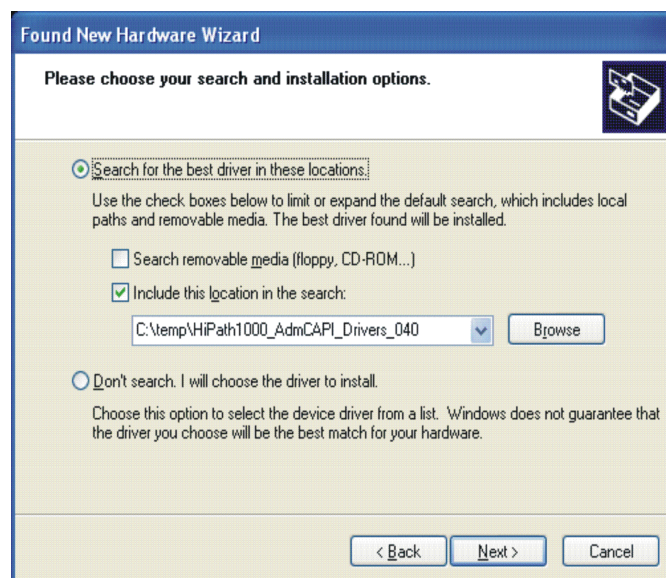 Found New Hardware Wizard
Please choose your search and installation options.
Search for the best driver in these locations.
Use the check boxes below to limit or expand the default search, which includes local
paths and removable media. The best driver found will be installed.
Search removable media (floppy, CD-ROM...)
Include this location in the search:
C:\temp\HiPath1000_AdmCAPI_Drivers_040
Browse
Don't search. I will choose the driver to install.
Choose this option to select the device driver from a list.  Windows does not guarantee that
the driver you choose will be the best match for your hardware.
< Back
Next >
Cancel